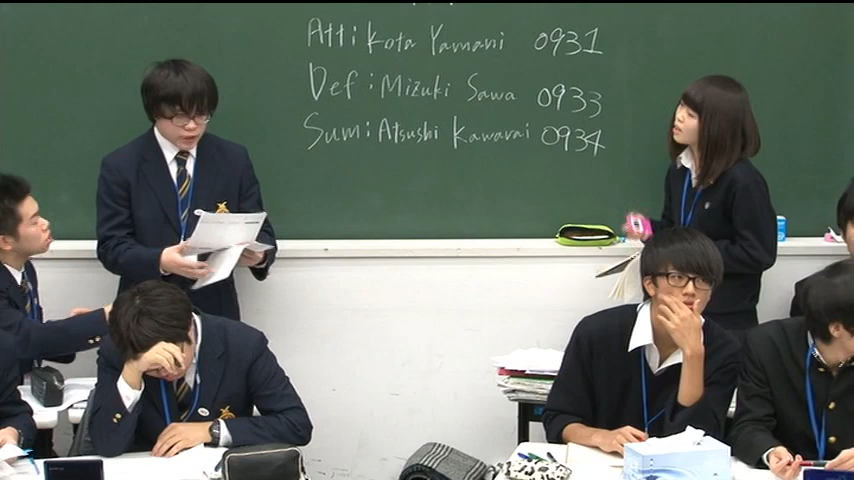 Att: Kota Yamani 0931
Def: Mizuki Sawa 0933
Sum: Atsushi Kawarai 0934